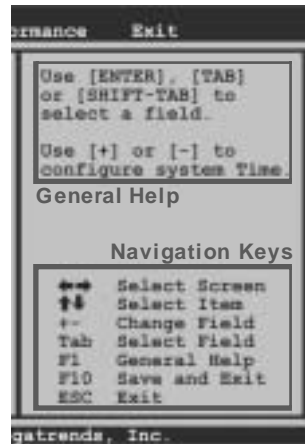 rmance Exit
Use [ENTER], [TAB]
or [SHIFT-TAB] to
select a field.
Use [+] or [-] to
configure system Time.
General Help
Navigation Keys
←→ Select Screen
↑↓ Select Item
+- Change Field
Tab Select Field
F1 General Help
F10 Save and Exit
ESC Exit
gatrends, Inc.